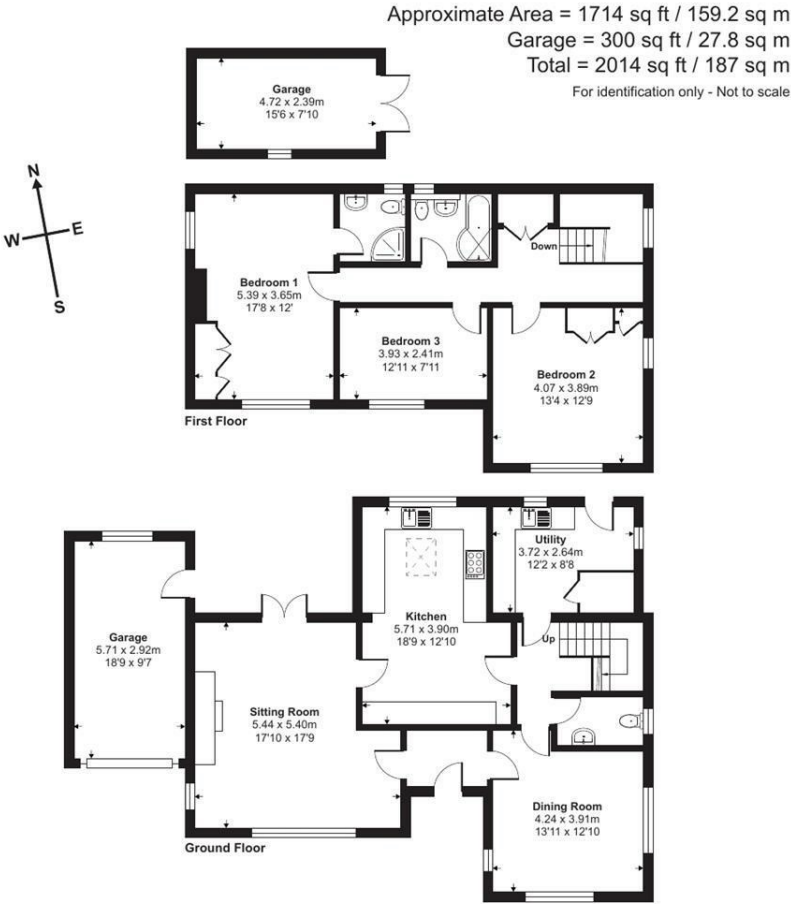 Approximate Area = 1714 sq ft / 159.2 sq m
Garage = 300 sq ft / 27.8 sq m
Total = 2014 sq ft / 187 sq m
For identification only - Not to scale
Garage
4.72 x 2.39m
15'6 x 7'10
N
W
E
S
Down
Bedroom 1
5.39 x 3.65m
17'8 x 12'
Bedroom 3
3.93 x 2.41m
12'11 x 7'11
Bedroom 2
4.07 x 3.89m
13'4 x 12'9
First Floor
Utility
3.72 x 2.64m
12'2 x 8'8
Kitchen
5.71 x 3.90m
18'9 x 12'10
Up
Garage
5.71 x 2.92m
18'9 x 9'7
Sitting Room
5.44 x 5.40m
17'10 x 17'9
Dining Room
4.24 x 3.91m
13'11 x 12'10
Ground Floor